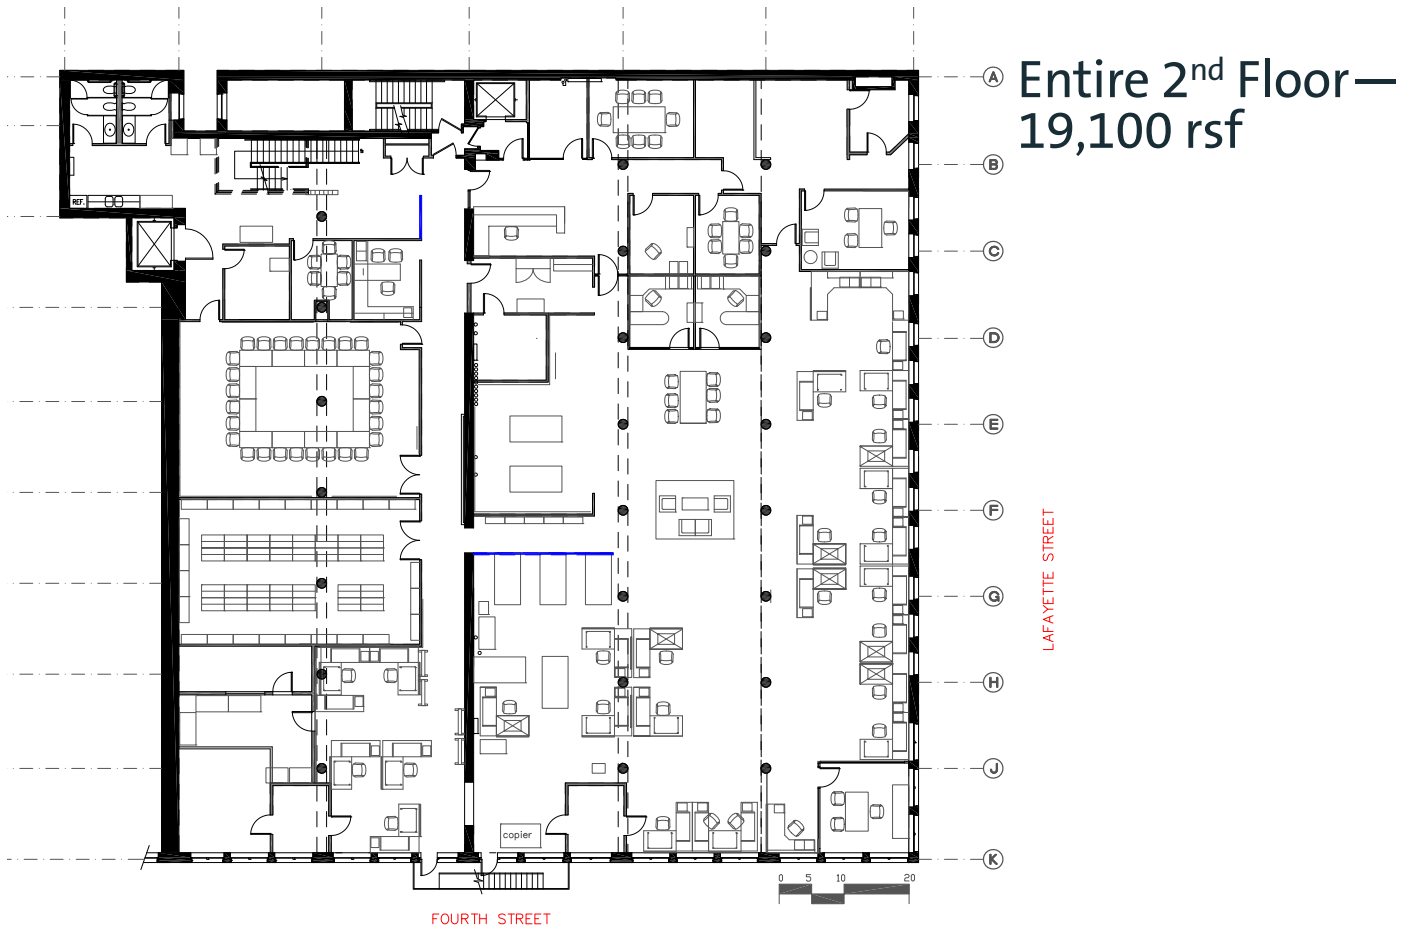 Entire 2nd Floor—
19,100 rsf
A
B
REF.
C
D
E
F
LAFAYETTE STREET
G
H
J
copier
K
0 5 10 20
FOURTH STREET